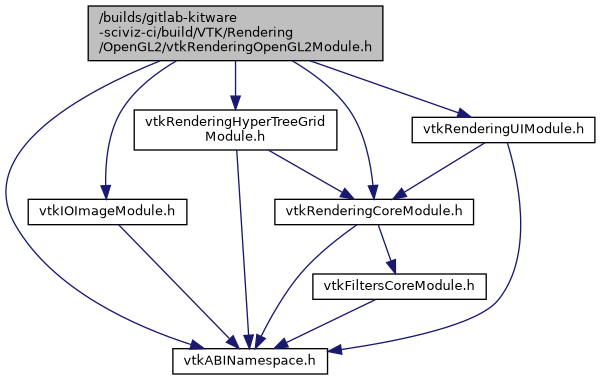 /builds/gitlab-kitware
-sciviz-ci/build/VTK/Rendering
/OpenGL2/vtkRenderingOpenGL2Module.h
vtkRenderingHyperTreeGrid
Module.h
vtkRenderingUIModule.h
vtkIOImageModule.h
vtkRenderingCoreModule.h
vtkFiltersCoreModule.h
vtkABINamespace.h